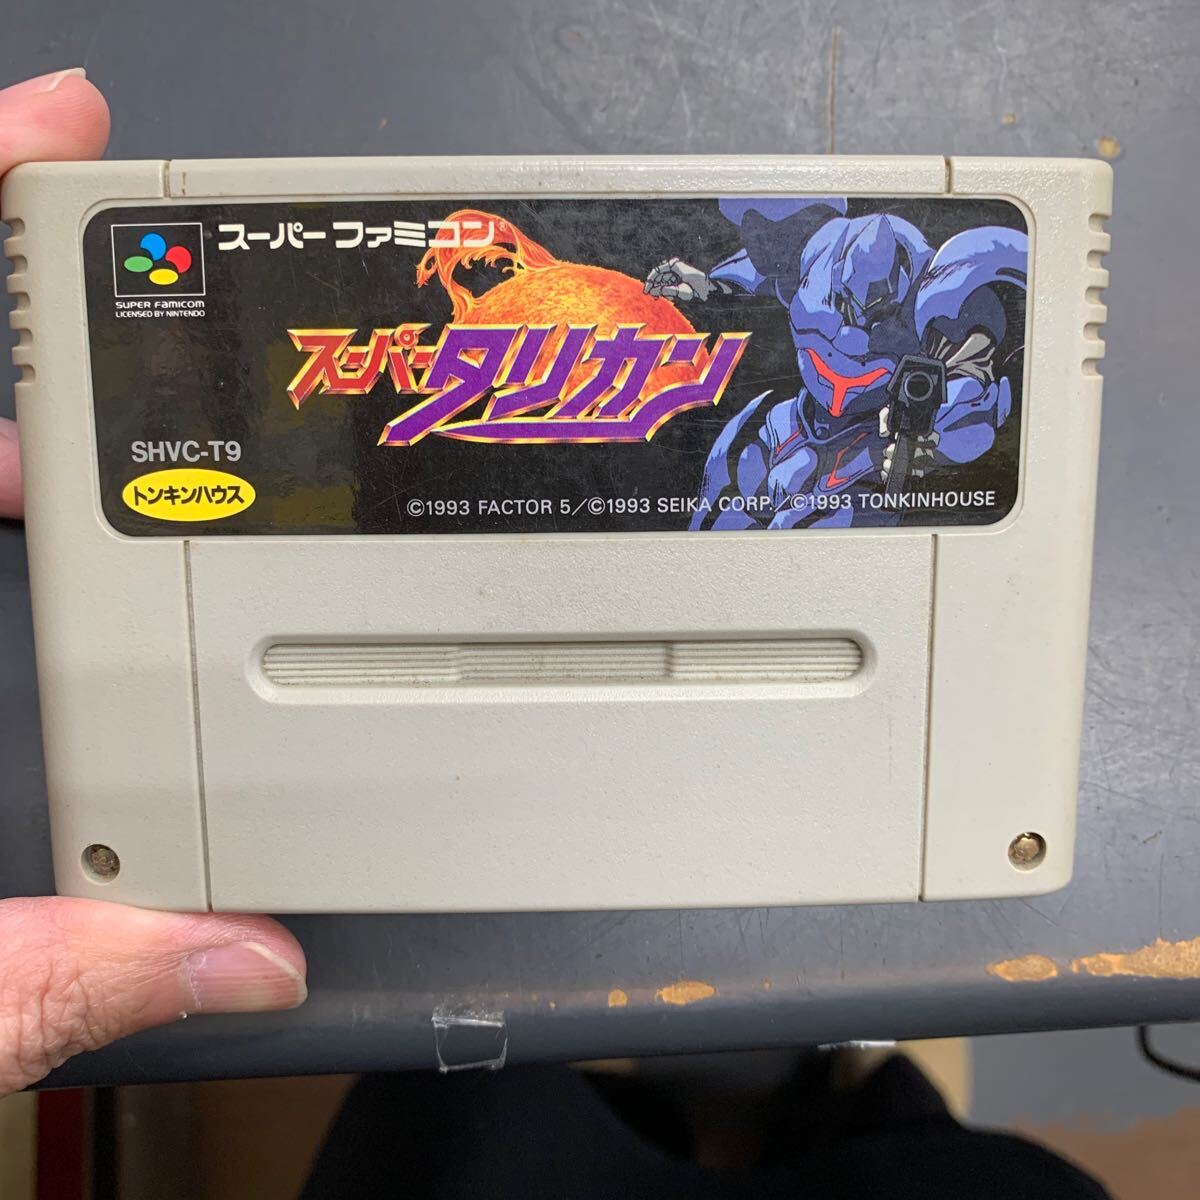 スーパーファミコン®
SUPER FAMICOM
LICENSED BY NINTENDO
スーパータリカン
SHVC-T9
トンキンハウス
©1993 FACTOR 5/©1993 SEIKA CORP./©1993 TONKINHOUSE